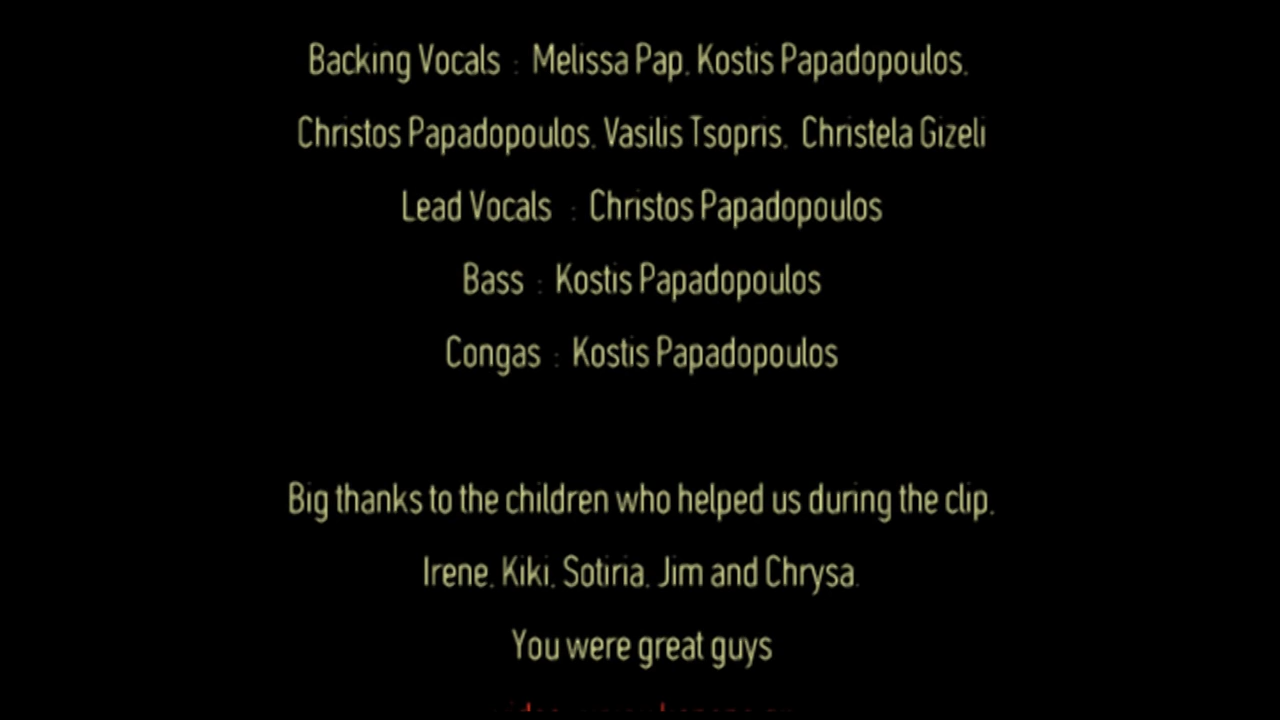 Backing Vocals : Melissa Pap, Kostis Papadopoulos,
Christos Papadopoulos, Vasilis Tsopris, Christela Gizeli
Lead Vocals : Christos Papadopoulos
Bass : Kostis Papadopoulos
Congas : Kostis Papadopoulos
Big thanks to the children who helped us during the clip,
Irene, Kiki, Sotiria, Jim and Chrysa.
You were great guys